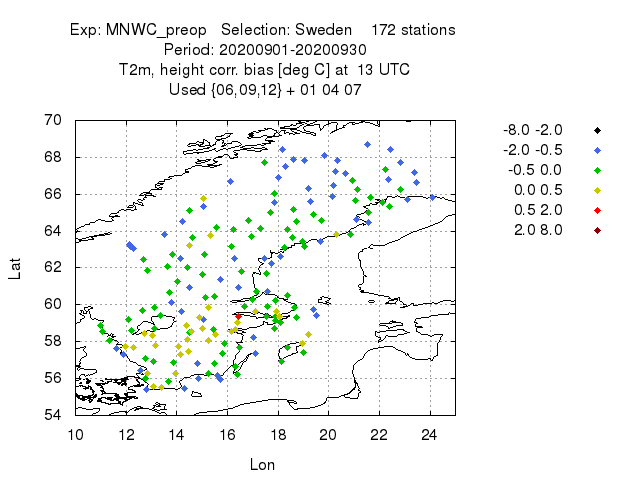 Exp: MNWC_preop Selection: Sweden 172 stations
Period: 20200901-20200930
T2m, height corr. bias [deg C] at 13 UTC
Used {06,09,12} + 01 04 07
-8.0 -2.0
-2.0 -0.5
-0.5 0.0
0.0 0.5
0.5 2.0
2.0 8.0
70
68
66
64
62
60
58
56
54
Lat
10 12 14 16 18 20 22 24
Lon